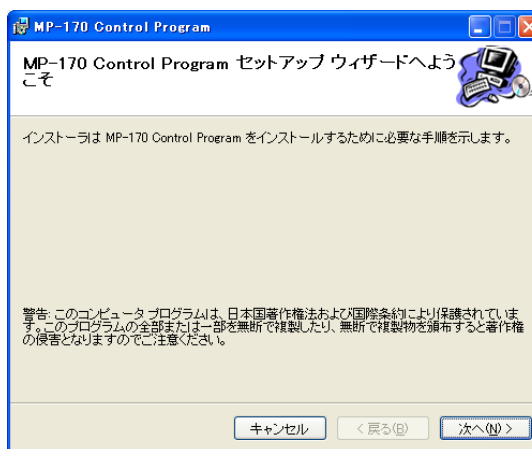 MP-170 Control Program
MP-170 Control Program セットアップ ウィザードへよう
こそ
インストーラは MP-170 Control Program をインストールするために必要な手順を示します。
警告: このコンピュータ プログラムは、日本国著作権法および国際条約により保護されていま
す。このプログラムの全部または一部を無断で複製したり、無断で複製物を頒布すると著作権
の侵害となりますのでご注意ください。
キャンセル
< 戻る(B)
次へ(N) >